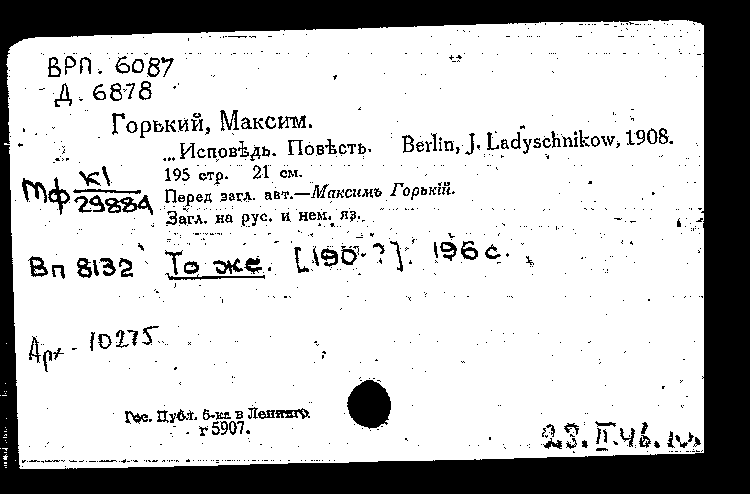 ВРП. 6087
Д. 6878
Горький, Максим.
...Исповѣдь. Повѣсть. Berlin, J. Ladyschnikow, 1908.
195 стр. 21 см.
Мф К1/29884
Перед загл. авт.—Максимъ Горькій.
Загл. на рус. и нем. яз.
Вп 8132 То же. [190-?]. 196 с.
Арх - 10275
Гос. Публ. б-ка в Ленингр.
г 5907.
23. II. 46.